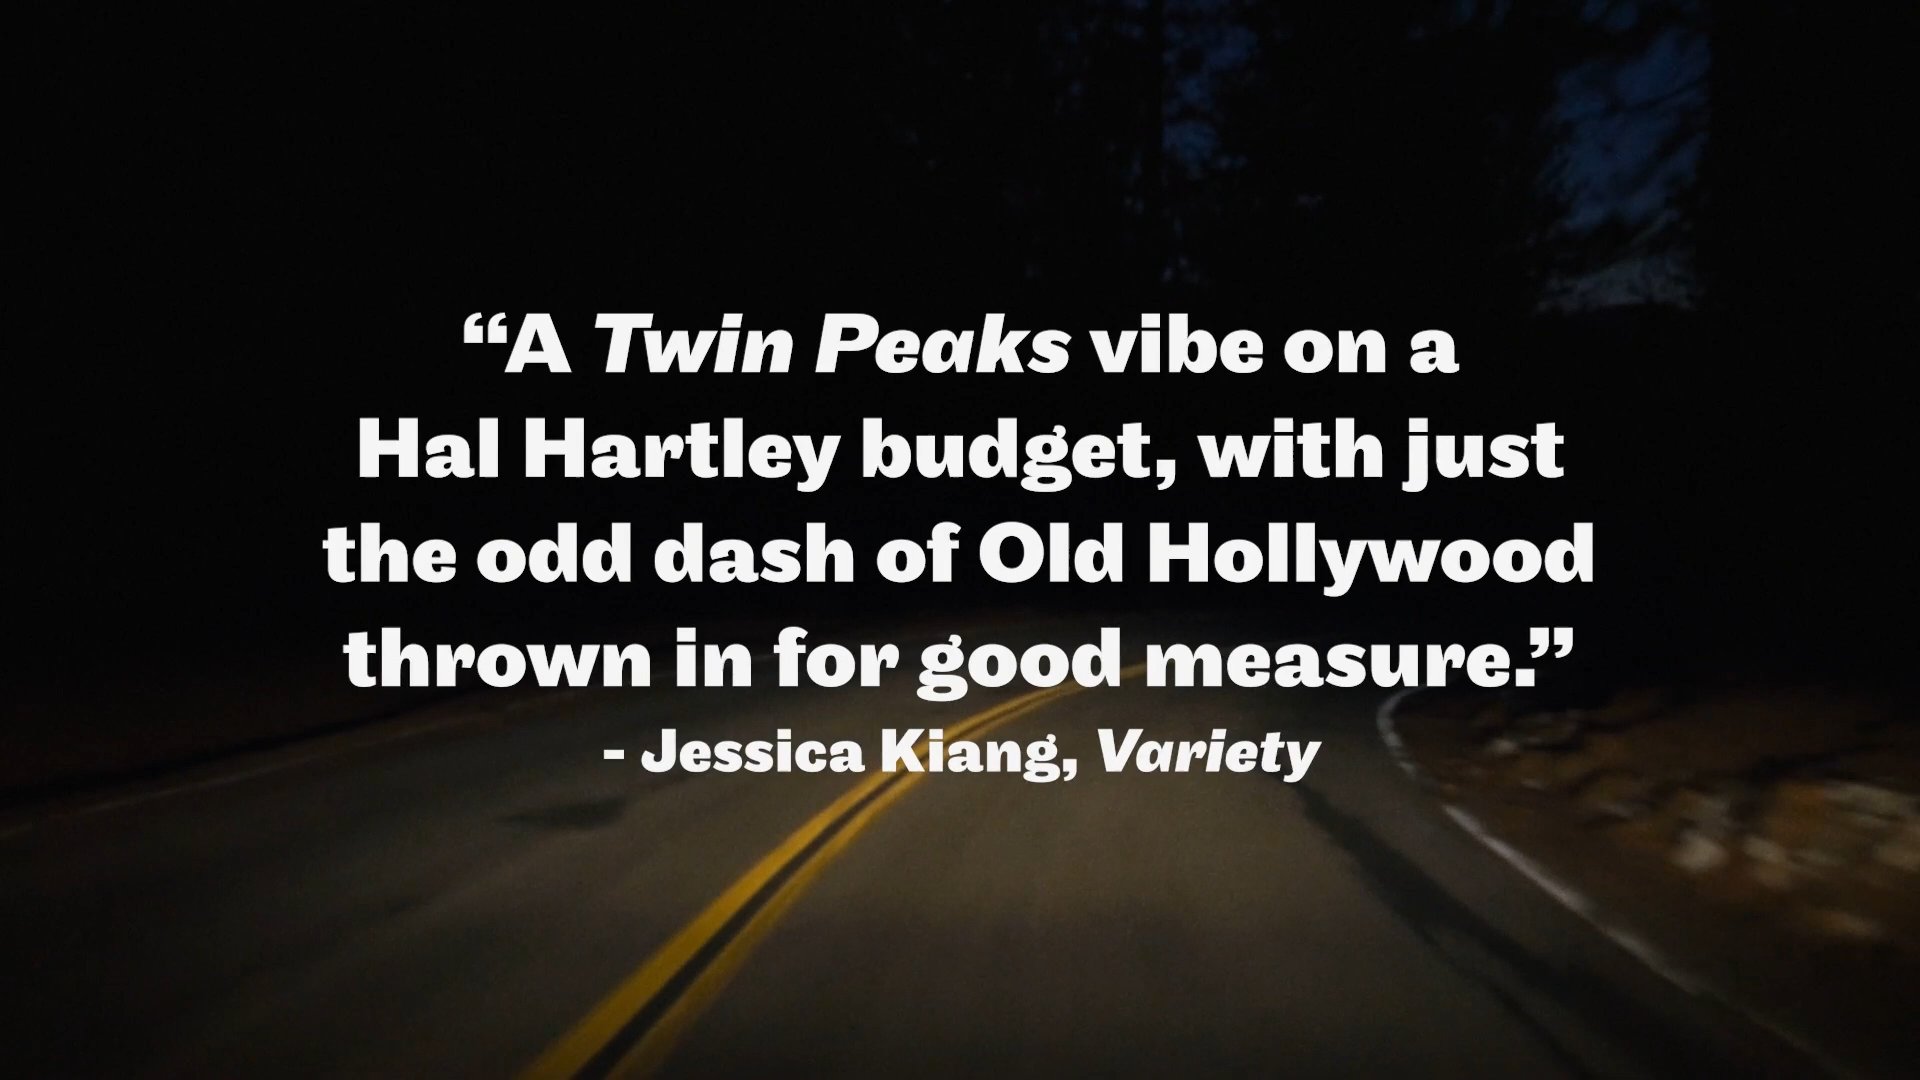 “A Twin Peaks vibe on a
Hal Hartley budget, with just
the odd dash of Old Hollywood
thrown in for good measure.”
- Jessica Kiang, Variety